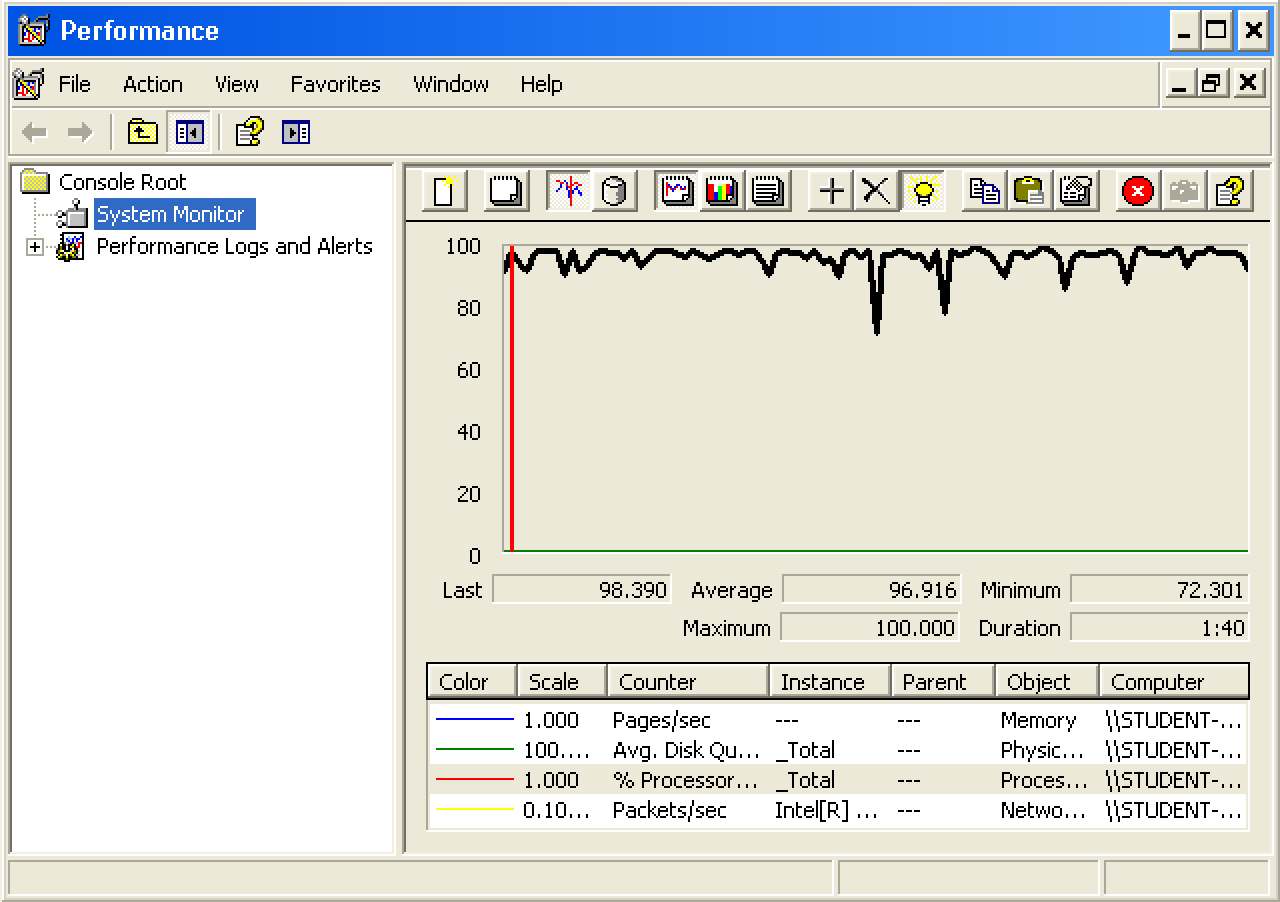 Performance
File Action View Favorites Window Help
Console Root
System Monitor
Performance Logs and Alerts
100
80
60
40
20
0
Last 98.390 Average 96.916 Minimum 72.301
Maximum 100.000 Duration 1:40
Color Scale Counter Instance Parent Object Computer
1.000 Pages/sec --- --- Memory \\STUDENT-...
100.... Avg. Disk Qu... _Total --- Physic... \\STUDENT-...
1.000 % Processor... _Total --- Proces... \\STUDENT-...
0.10... Packets/sec Intel[R] ... --- Netwo... \\STUDENT-...